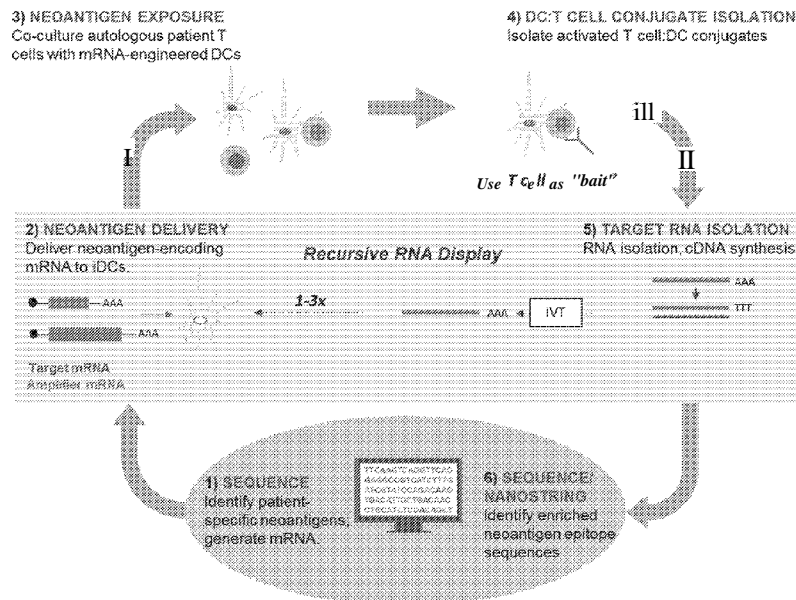 3) NEOANTIGEN EXPOSURE
Co-culture autologous patient T
cells with mRNA-engineered DCs
4) DC:T CELL CONJUGATE ISOLATION
Isolate activated T cell:DC conjugates
I
ill
II
Use T cell as "bait"
2) NEOANTIGEN DELIVERY
Deliver neoantigen-encoding
mRNA to iDCs.
AAA
AAA
Target mRNA
Amplifier mRNA
Recursive RNA Display
1-3x
AAA
IVT
5) TARGET RNA ISOLATION
RNA isolation, cDNA synthesis
AAA
TTT
1) SEQUENCE
Identify patient-
specific neoantigens,
generate mRNA.
6) SEQUENCE/
NANOSTRING
Identify enriched
neoantigen epitope
sequences